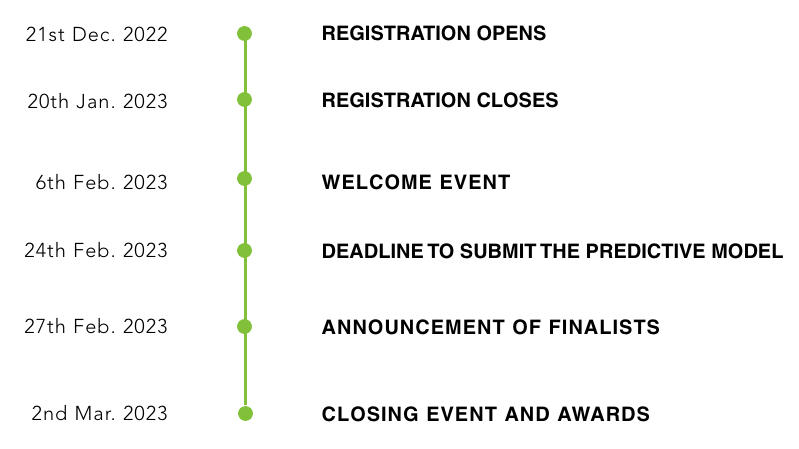 21st Dec. 2022 REGISTRATION OPENS
20th Jan. 2023 REGISTRATION CLOSES
6th Feb. 2023 WELCOME EVENT
24th Feb. 2023 DEADLINE TO SUBMIT THE PREDICTIVE MODEL
27th Feb. 2023 ANNOUNCEMENT OF FINALISTS
2nd Mar. 2023 CLOSING EVENT AND AWARDS